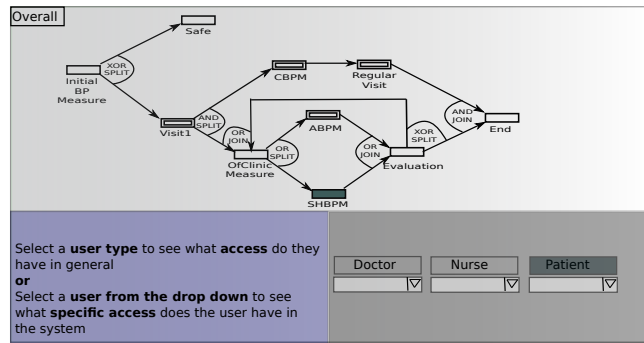 Overall
Safe
XOR
SPLIT
Initial
BP
Measure
CBPM
Regular
Visit
Visit1
AND
SPLIT
OR
JOIN
OfClinic
Measure
OR
SPLIT
ABPM
SHBPM
OR
JOIN
Evaluation
XOR
SPLIT
AND
JOIN
End
Select a user type to see what access do they
have in general
or
Select a user from the drop down to see
what specific access does the user have in
the system
Doctor
Nurse
Patient